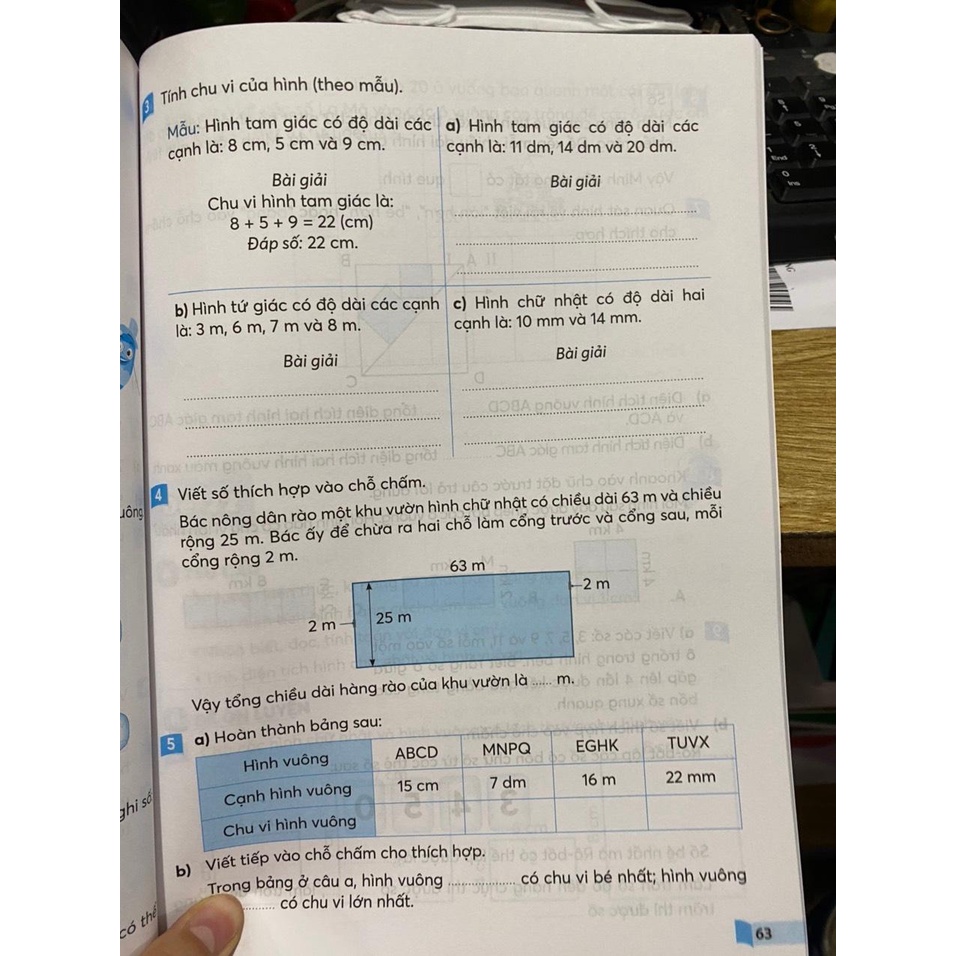 3 Tính chu vi của hình (theo mẫu).
Mẫu: Hình tam giác có độ dài các
cạnh là: 8 cm, 5 cm và 9 cm.
Bài giải
Chu vi hình tam giác là:
8 + 5 + 9 = 22 (cm)
Đáp số: 22 cm.
a) Hình tam giác có độ dài các
cạnh là: 11 dm, 14 dm và 20 dm.
Bài giải
b) Hình tứ giác có độ dài các cạnh
là: 3 m, 6 m, 7 m và 8 m.
Bài giải
c) Hình chữ nhật có độ dài hai
cạnh là: 10 mm và 14 mm.
Bài giải
4 Viết số thích hợp vào chỗ chấm.
Bác nông dân rào một khu vườn hình chữ nhật có chiều dài 63 m và chiều
rộng 25 m. Bác ấy để chừa ra hai chỗ làm cổng trước và cổng sau, mỗi
cổng rộng 2 m.
63 m
2 m
25 m
2 m
Vậy tổng chiều dài hàng rào của khu vườn là ...... m.
5 a) Hoàn thành bảng sau:
Hình vuông ABCD MNPQ EGHK TUVX
Cạnh hình vuông 15 cm 7 dm 16 m 22 mm
Chu vi hình vuông
b) Viết tiếp vào chỗ chấm cho thích hợp.
Trong bảng ở câu a, hình vuông ............... có chu vi bé nhất; hình vuông
........ có chu vi lớn nhất.
63
uông
ghi số
có thể